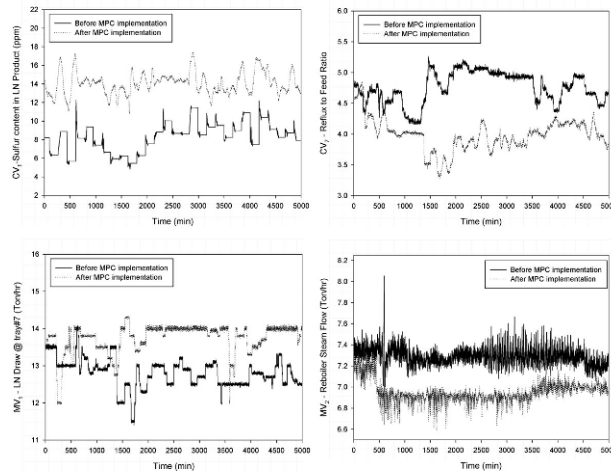 22
20
18
16
14
12
10
8
6
4
2
0 500 1000 1500 2000 2500 3000 3500 4000 4500 5000
Time (min)
CV1-Sulfur content in LN Product (ppm)
Before MPC implementation
After MPC implementation
6.0
5.5
5.0
4.5
4.0
3.5
3.0
0 500 1000 1500 2000 2500 3000 3500 4000 4500 5000
Time (min)
Before MPC implementation
After MPC implementation
16
15
14
13
12
11
0 500 1000 1500 2000 2500 3000 3500 4000 4500 5000
Time (min)
MV1 - LN Draw @ tray#7 (Ton/hr)
Before MPC implementation
After MPC implementation
8.2
8.0
7.8
7.6
7.4
7.2
7.0
6.8
6.6
0 500 1000 1500 2000 2500 3000 3500 4000 4500 5000
Time (min)
MV2 - Reboiler Steam Flow (Ton/hr)
Before MPC implementation
After MPC implementation